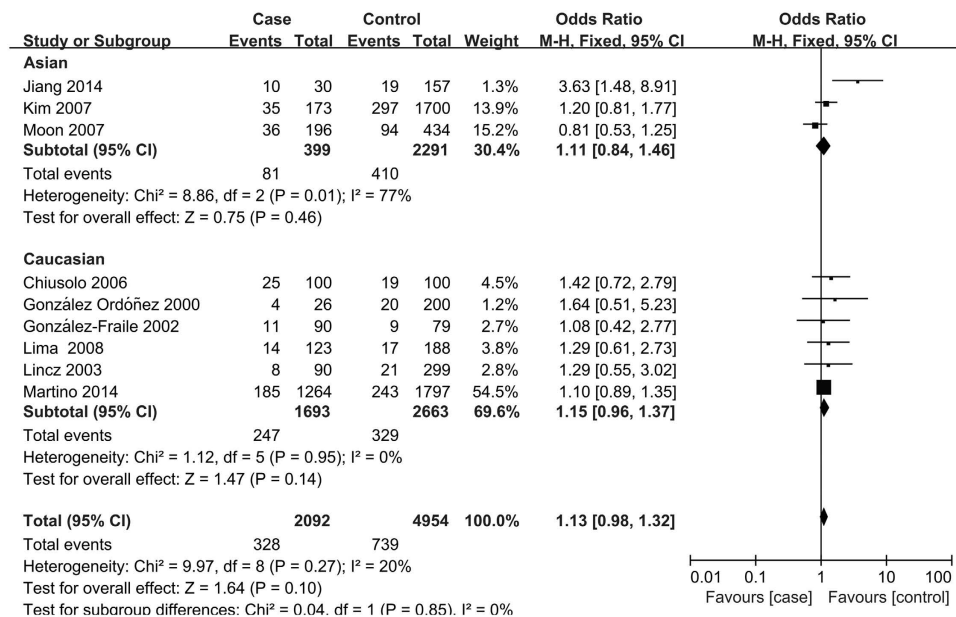 Case Control Odds Ratio Odds Ratio
Study or Subgroup Events Total Events Total Weight M-H, Fixed, 95% CI M-H, Fixed, 95% CI
Asian
Jiang 2014 10 30 19 157 1.3% 3.63 [1.48, 8.91]
Kim 2007 35 173 297 1700 13.9% 1.20 [0.81, 1.77]
Moon 2007 36 196 94 434 15.2% 0.81 [0.53, 1.25]
Subtotal (95% CI) 399 2291 30.4% 1.11 [0.84, 1.46]
Total events 81 410
Heterogeneity: Chi² = 8.86, df = 2 (P = 0.01); I² = 77%
Test for overall effect: Z = 0.75 (P = 0.46)
Caucasian
Chiusolo 2006 25 100 19 100 4.5% 1.42 [0.72, 2.79]
González Ordóñez 2000 4 26 20 200 1.2% 1.64 [0.51, 5.23]
González-Fraile 2002 11 90 9 79 2.7% 1.08 [0.42, 2.77]
Lima 2008 14 123 17 188 3.8% 1.29 [0.61, 2.73]
Lincz 2003 8 90 21 299 2.8% 1.29 [0.55, 3.02]
Martino 2014 185 1264 243 1797 54.5% 1.10 [0.89, 1.35]
Subtotal (95% CI) 1693 2663 69.6% 1.15 [0.96, 1.37]
Total events 247 329
Heterogeneity: Chi² = 1.12, df = 5 (P = 0.95); I² = 0%
Test for overall effect: Z = 1.47 (P = 0.14)
Total (95% CI) 2092 4954 100.0% 1.13 [0.98, 1.32]
Total events 328 739
Heterogeneity: Chi² = 9.97, df = 8 (P = 0.27); I² = 20%
Test for overall effect: Z = 1.64 (P = 0.10)
Test for subgroup differences: Chi² = 0.04, df = 1 (P = 0.85), I² = 0%
0.01 0.1 1 10 100
Favours [case] Favours [control]